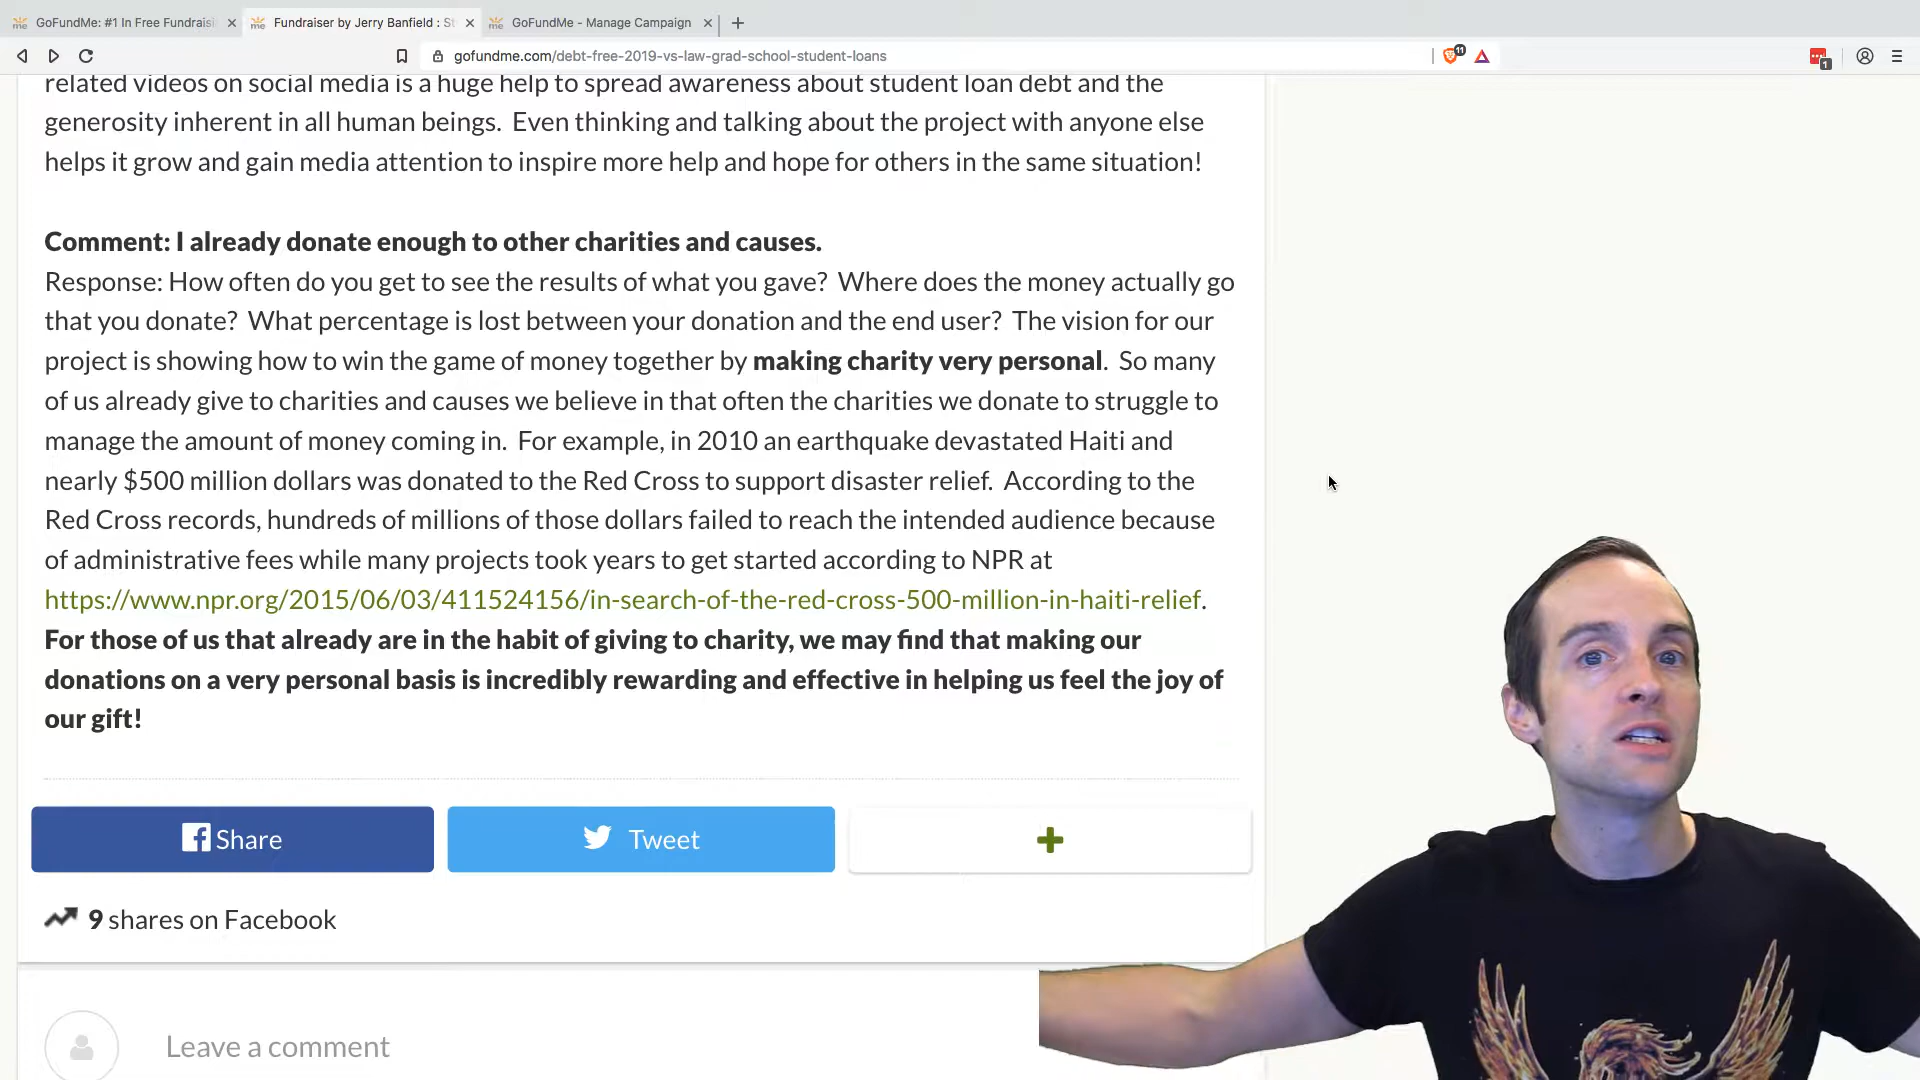 GoFundMe: #1 In Free Fundrais
Fundraiser by Jerry Banfield : St
GoFundMe - Manage Campaign
gofundme.com/debt-free-2019-vs-law-grad-school-student-loans
11
1
related videos on social media is a huge help to spread awareness about student loan debt and the
generosity inherent in all human beings.  Even thinking and talking about the project with anyone else
helps it grow and gain media attention to inspire more help and hope for others in the same situation!
Comment: I already donate enough to other charities and causes.
Response: How often do you get to see the results of what you gave?  Where does the money actually go
that you donate?  What percentage is lost between your donation and the end user?  The vision for our
project is showing how to win the game of money together by making charity very personal.  So many
of us already give to charities and causes we believe in that often the charities we donate to struggle to
manage the amount of money coming in.  For example, in 2010 an earthquake devastated Haiti and
nearly $500 million dollars was donated to the Red Cross to support disaster relief.  According to the
Red Cross records, hundreds of millions of those dollars failed to reach the intended audience because
of administrative fees while many projects took years to get started according to NPR at
https://www.npr.org/2015/06/03/411524156/in-search-of-the-red-cross-500-million-in-haiti-relief.
For those of us that already are in the habit of giving to charity, we may find that making our
donations on a very personal basis is incredibly rewarding and effective in helping us feel the joy of
our gift!
Share
Tweet
9 shares on Facebook
Leave a comment